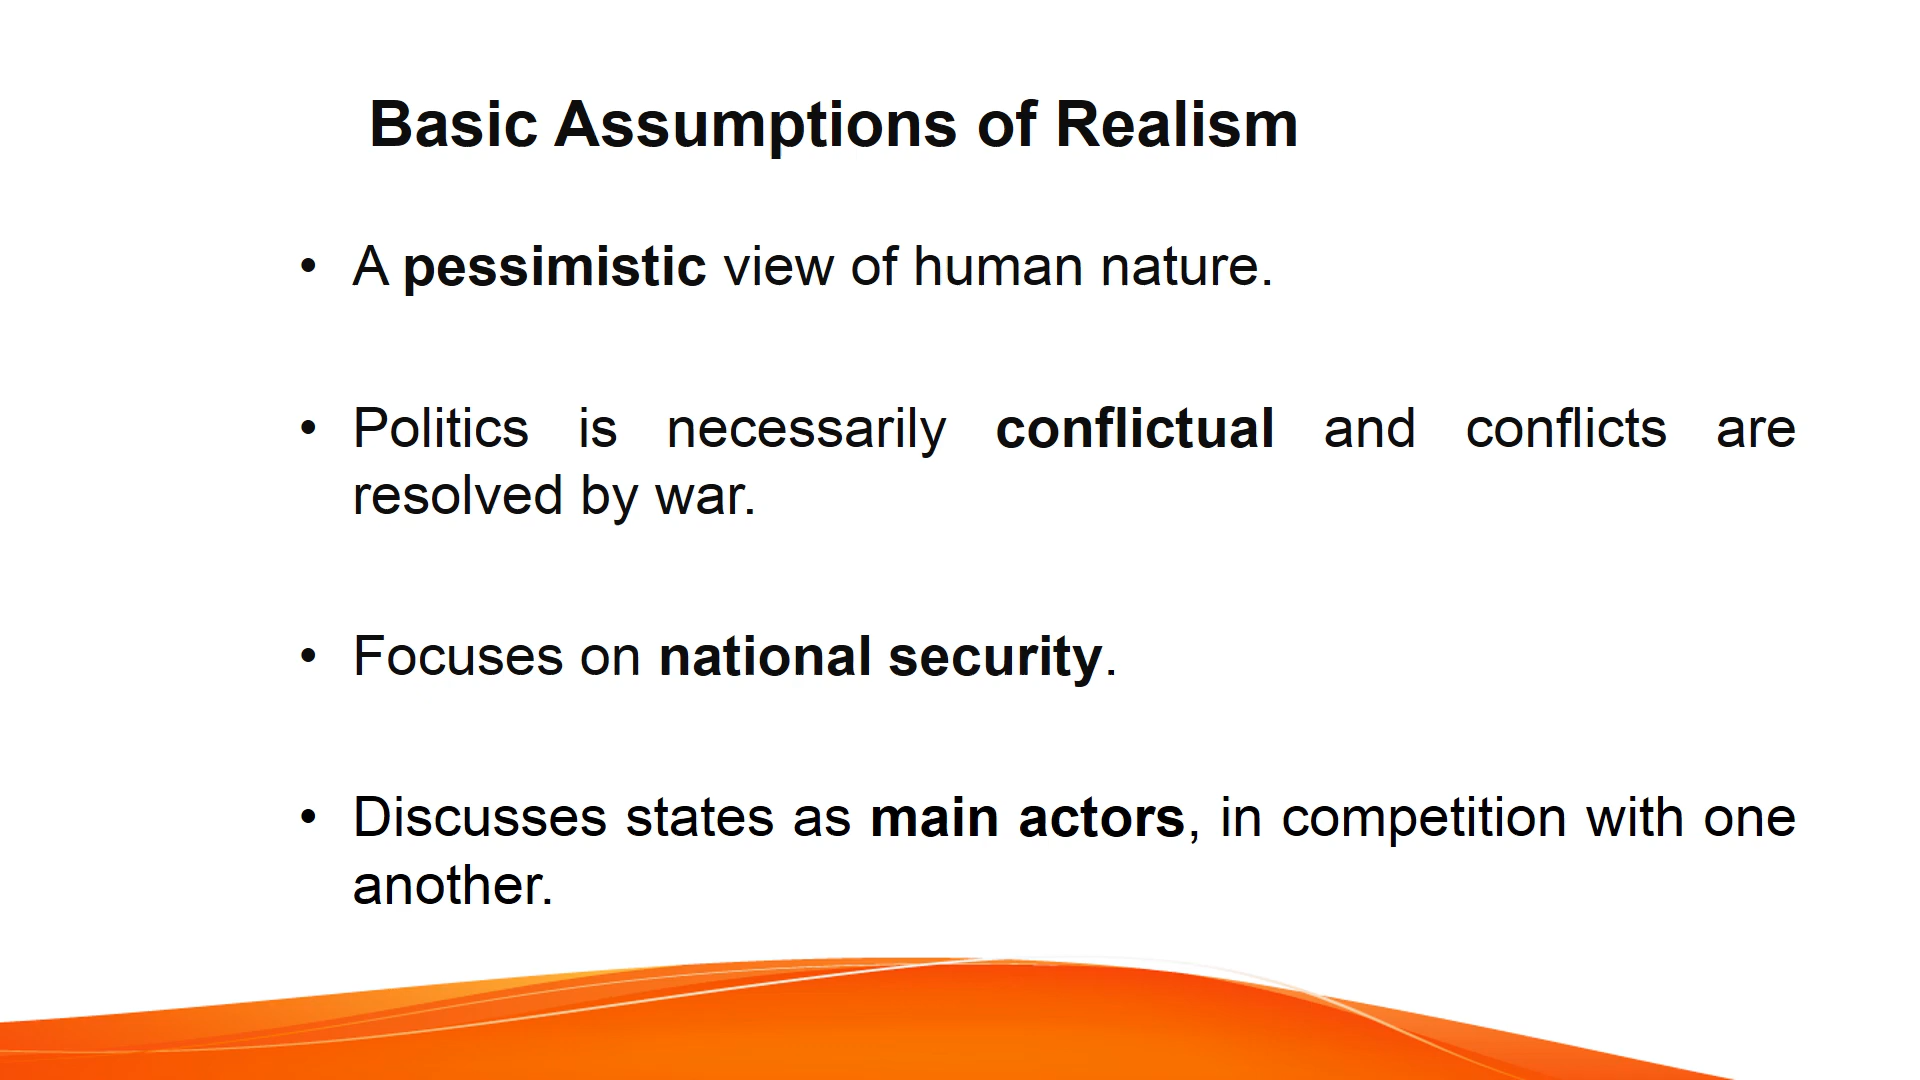 Basic Assumptions of Realism
• A pessimistic view of human nature.
• Politics is necessarily conflictual and conflicts are
resolved by war.
• Focuses on national security.
• Discusses states as main actors, in competition with one
another.